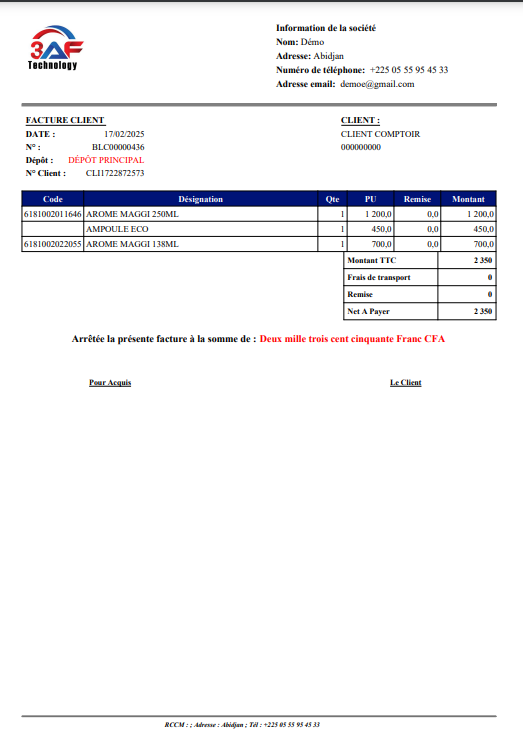 3AF
Technology
Information de la société
Nom: Démo
Adresse: Abidjan
Numéro de téléphone: +225 05 55 95 45 33
Adresse email: demoe@gmail.com
FACTURE CLIENT
DATE : 17/02/2025
N° : BLC00000436
Dépôt : DÉPÔT PRINCIPAL
N° Client : CLI1722872573
CLIENT :
CLIENT COMPTOIR
000000000
Code Désignation Qte PU Remise Montant
6181002011646 AROME MAGGI 250ML 1 1 200,0 0,0 1 200,0
AMPOULE ECO 1 450,0 0,0 450,0
6181002022055 AROME MAGGI 138ML 1 700,0 0,0 700,0
Montant TTC 2 350
Frais de transport 0
Remise 0
Net A Payer 2 350
Arrêtée la présente facture à la somme de : Deux mille trois cent cinquante Franc CFA
Pour Acquis Le Client
RCCM : ; Adresse : Abidjan ; Tél : +225 05 55 95 45 33